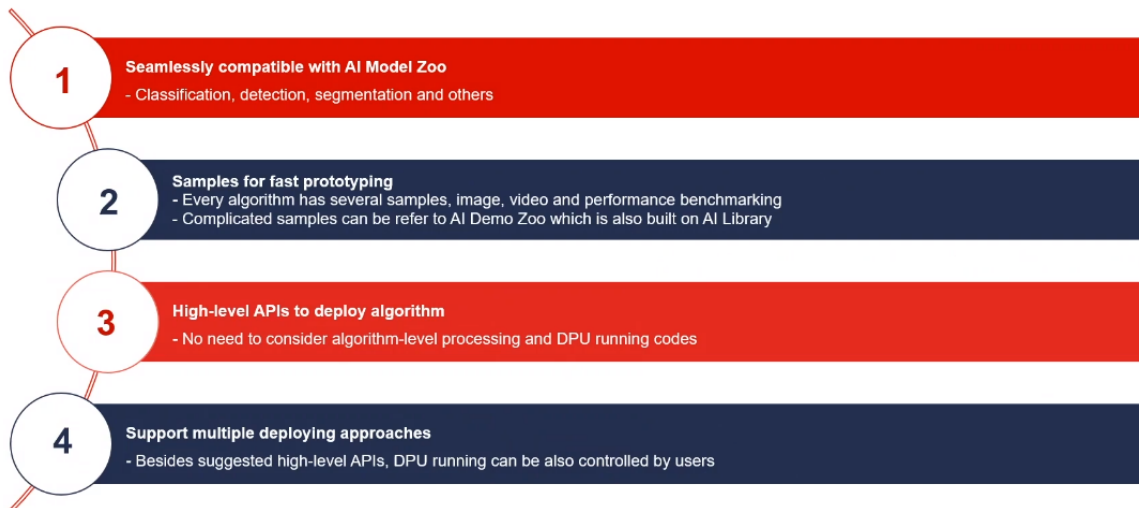 1
Seamlessly compatible with AI Model Zoo
- Classification, detection, segmentation and others
2
Samples for fast prototyping
- Every algorithm has several samples, image, video and performance benchmarking
- Complicated samples can be refer to AI Demo Zoo which is also built on AI Library
3
High-level APIs to deploy algorithm
- No need to consider algorithm-level processing and DPU running codes
4
Support multiple deploying approaches
- Besides suggested high-level APIs, DPU running can be also controlled by users